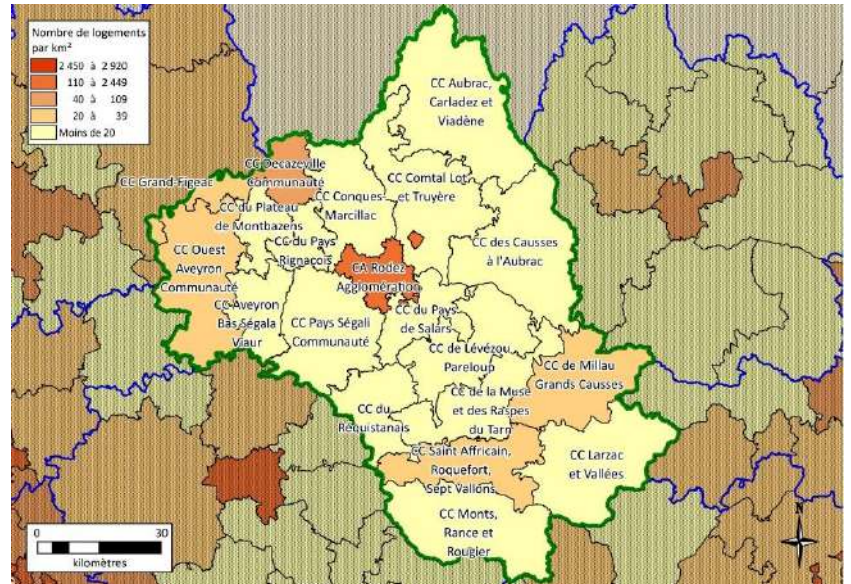 Nombre de logements
par km²
2 450 à 2 920
110 à 2 449
40 à 109
20 à 39
Moins de 20
CC Aubrac,
Carladez et
Viadène
CC Decazeville
Communauté
CC Grand-Figeac
CC Comtal Lot
et Truyère
CC Conques-
Marcillac
CC du Plateau
de Montbazens
CC du Pays
Rignacois
CC des Causses
à l'Aubrac
CC Ouest
Aveyron
Communauté
CA Rodez
Agglomération
CC Aveyron
Bas Ségala
Viaur
CC Pays Ségali
Communauté
CC du Pays
de Salars
CC de Lévézou
Pareloup
CC de Millau
Grands Causses
CC de la Muse
et des Raspes
du Tarn
CC du
Réquistanais
CC Saint Affricain,
Roquefort,
Sept Vallons
CC Larzac
et Vallées
CC Monts,
Rance et
Rougier
0 30
kilomètres
N